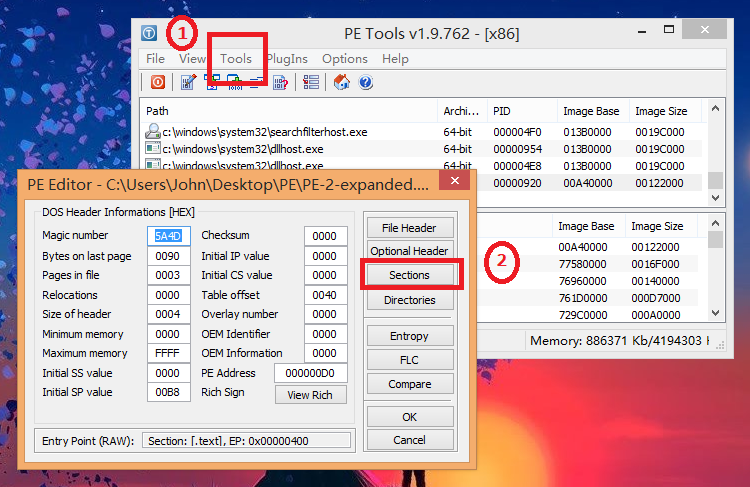 PE Tools v1.9.762 - [x86]
1
File View Tools PlugIns Options Help
Path Archi... PID Image Base Image Size
c:\windows\system32\searchfilterhost.exe 64-bit 000004F0 013B0000 0019C000
c:\windows\system32\dllhost.exe 64-bit 00000954 013B0000 0019C000
c:\windows\system32\dllhost.exe 64-bit 000004E8 013B0000 0019C000
00000920 00A40000 00122000
Image Base Image Size
00A40000 00122000
77580000 0016F000
76960000 00140000
761D0000 000D7000
729C0000 000A0000
Memory: 886371 Kb/4194303
PE Editor - C:\Users\John\Desktop\PE\PE-2-expanded....
DOS Header Informations [HEX]
Magic number 5A4D Checksum 0000
Bytes on last page 0090 Initial IP value 0000
Pages in file 0003 Initial CS value 0000
Relocations 0000 Table offset 0040
Size of header 0004 Overlay number 0000
Minimum memory 0000 OEM Identifier 0000
Maximum memory FFFF OEM Information 0000
Initial SS value 0000 PE Address 000000D0
Initial SP value 00B8 Rich Sign View Rich
Entry Point (RAW): Section: [.text], EP: 0x00000400
File Header
Optional Header
Sections
2
Directories
Entropy
FLC
Compare
OK
Cancel